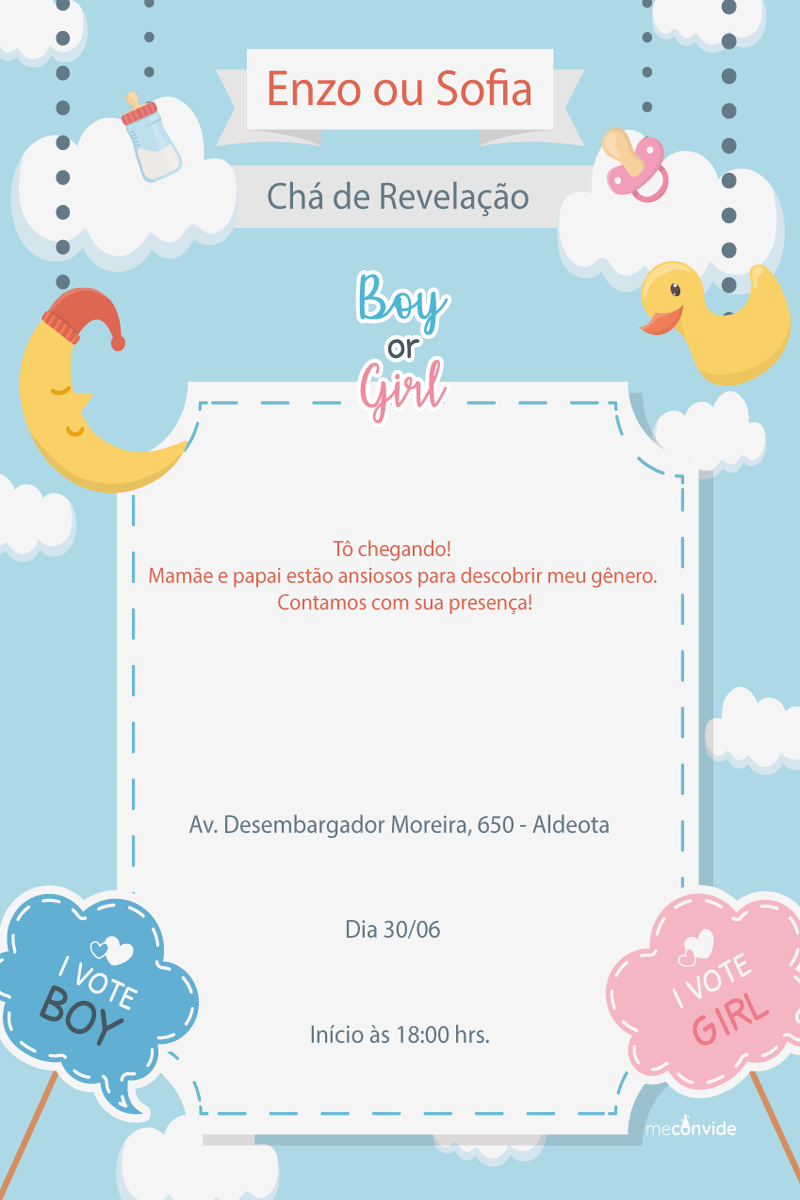 Enzo ou Sofia
Chá de Revelação
Boy
or
Girl
Tô chegando!
Mamãe e papai estão ansiosos para descobrir meu gênero.
Contamos com sua presença!
Av. Desembargador Moreira, 650 - Aldeota
Dia 30/06
I VOTE
BOY
I VOTE
GIRL
Início às 18:00 hrs.
meconvide